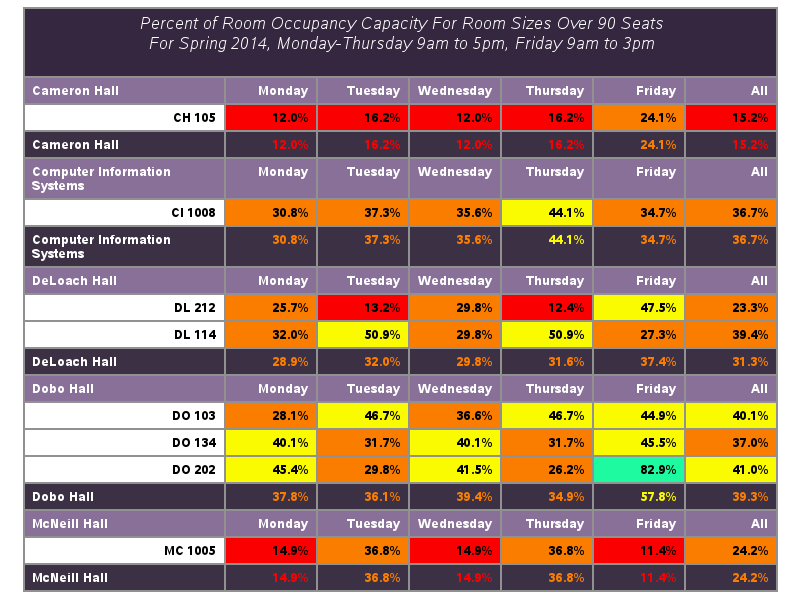 Percent of Room Occupancy Capacity For Room Sizes Over 90 Seats
For Spring 2014, Monday-Thursday 9am to 5pm, Friday 9am to 3pm
Cameron Hall Monday Tuesday Wednesday Thursday Friday All
CH 105 12.0% 16.2% 12.0% 16.2% 24.1% 15.2%
Cameron Hall 12.0% 16.2% 12.0% 16.2% 24.1% 15.2%
Computer Information Monday Tuesday Wednesday Thursday Friday All
Systems
CI 1008 30.8% 37.3% 35.6% 44.1% 34.7% 36.7%
Computer Information 30.8% 37.3% 35.6% 44.1% 34.7% 36.7%
Systems
DeLoach Hall Monday Tuesday Wednesday Thursday Friday All
DL 212 25.7% 13.2% 29.8% 12.4% 47.5% 23.3%
DL 114 32.0% 50.9% 29.8% 50.9% 27.3% 39.4%
DeLoach Hall 28.9% 32.0% 29.8% 31.6% 37.4% 31.3%
Dobo Hall Monday Tuesday Wednesday Thursday Friday All
DO 103 28.1% 46.7% 36.6% 46.7% 44.9% 40.1%
DO 134 40.1% 31.7% 40.1% 31.7% 45.5% 37.0%
DO 202 45.4% 29.8% 41.5% 26.2% 82.9% 41.0%
Dobo Hall 37.8% 36.1% 39.4% 34.9% 57.8% 39.3%
McNeill Hall Monday Tuesday Wednesday Thursday Friday All
MC 1005 14.9% 36.8% 14.9% 36.8% 11.4% 24.2%
McNeill Hall 14.9% 36.8% 14.9% 36.8% 11.4% 24.2%